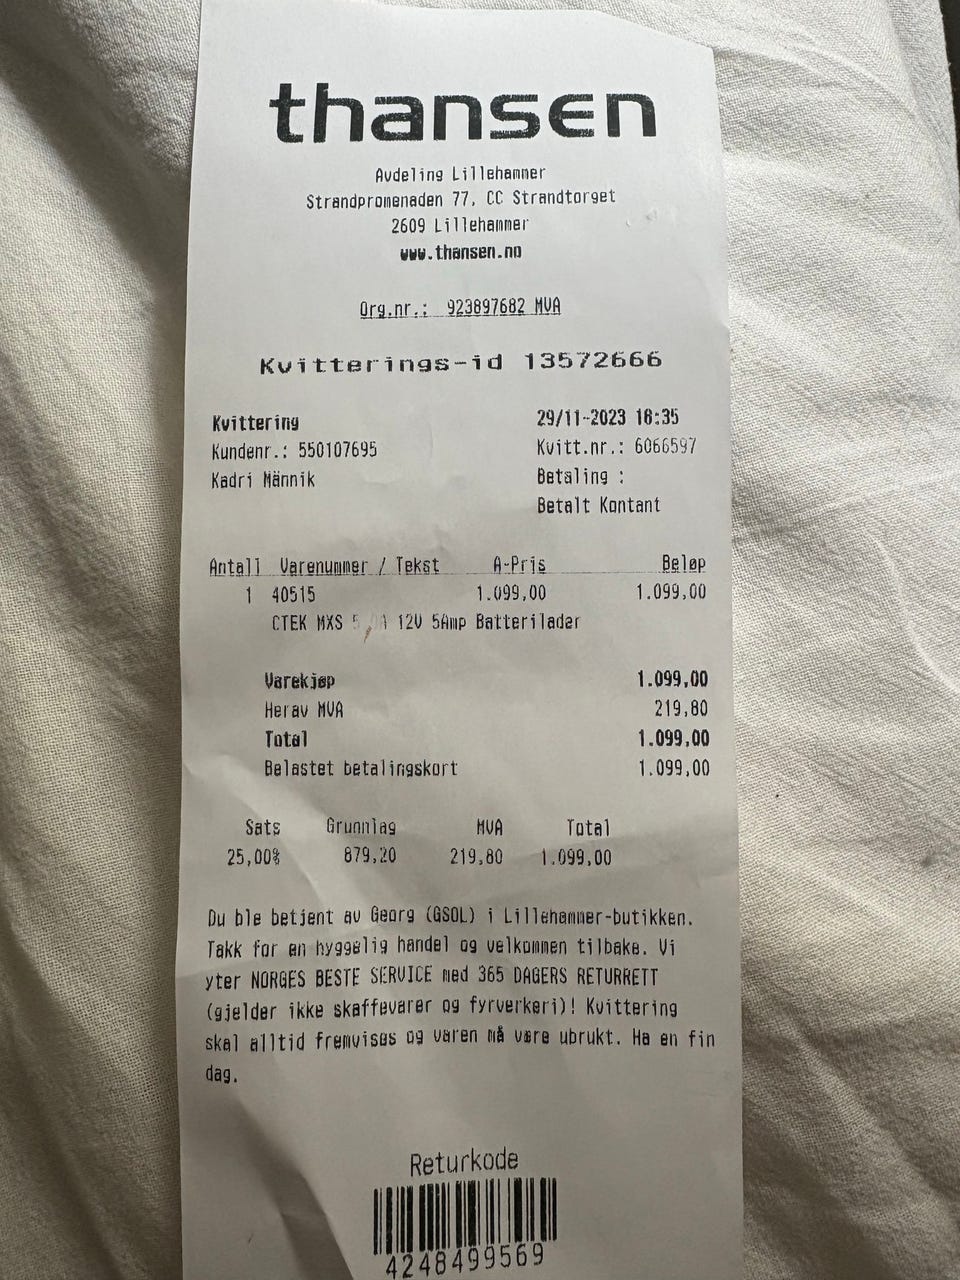 thansen
Avdeling Lillehammer
Strandpromenaden 77, CC Strandtorget
2609 Lillehammer
www.thansen.no
Org.nr.: 923897682 MVA
Kvitterings-id 13572666
Kvittering 29/11-2023 18:35
Kundenr.: 550107695 Kvitt.nr.: 6066597
Kadri Männik Betaling :
Betalt Kontant
Antall Varenummer / Tekst A-Pris Beløp
1 40515 1.099,00 1.099,00
CTEK MXS 12V 5Amp Batterilader
Varekjøp 1.099,00
Herav MVA 219,80
Total 1.099,00
Belastet betalingskort 1.099,00
Sats Grunnlag MVA Total
25,00% 879,20 219,80 1.099,00
Du ble betjent av Georg (GSOL) i Lillehammer-butikken.
Takk for en hyggelig handel og velkommen tilbake. Vi
yter NORGES BESTE SERVICE med 365 DAGERS RETURRETT
(gjelder ikke skaffevarer og fyrverkeri)! Kvittering
skal alltid fremvises og varen må være ubrukt. Ha en fin
dag.
Returkode
4248499569